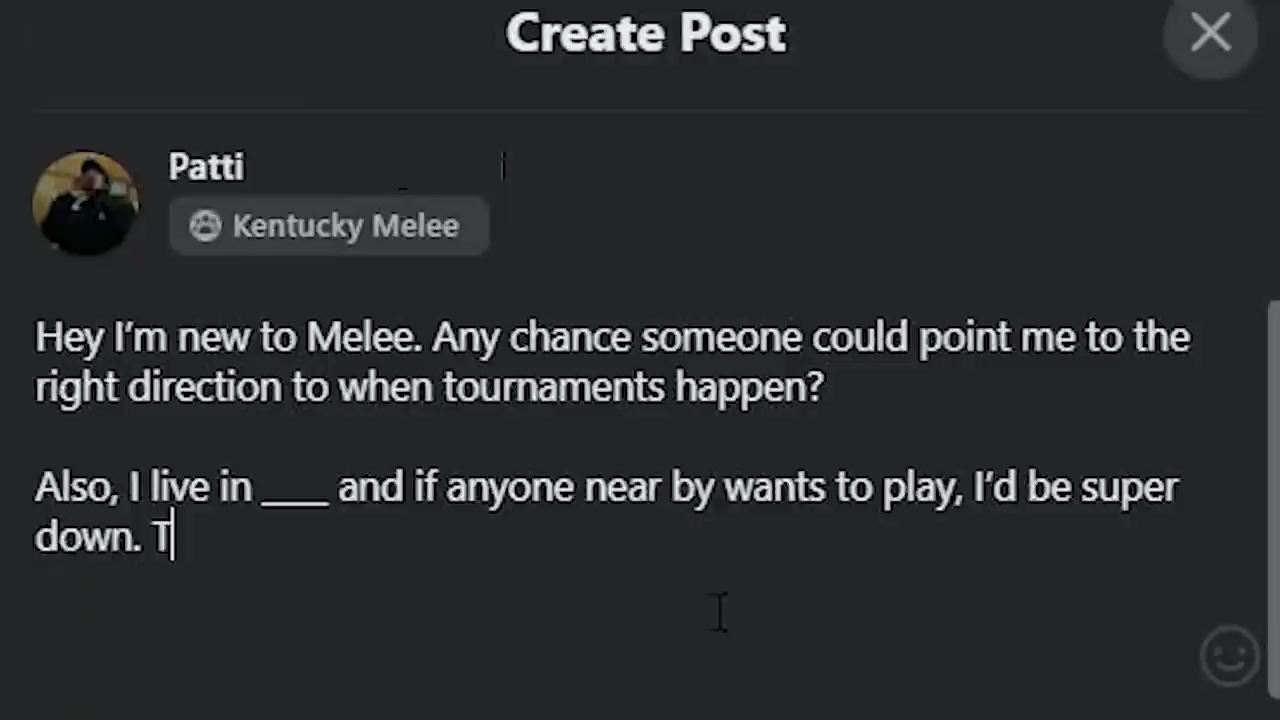 Create Post
Patti
Kentucky Melee
Hey I'm new to Melee. Any chance someone could point me to the
right direction to when tournaments happen?
Also, I live in ____ and if anyone near by wants to play, I'd be super
down. T